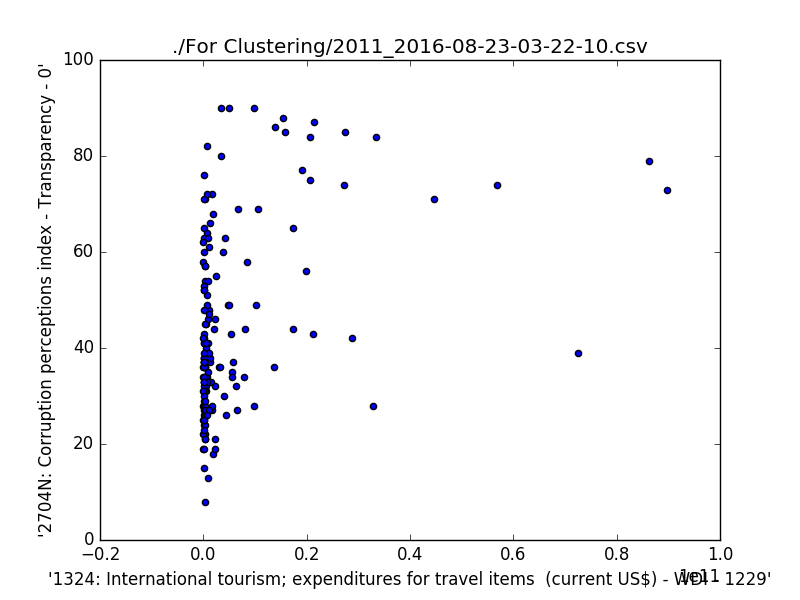 ./For Clustering/2011_2016-08-23-03-22-10.csv
'2704N: Corruption perceptions index - Transparency - 0'
100
80
60
40
20
0
−0.2 0.0 0.2 0.4 0.6 0.8 1.0
1e11
'1324: International tourism; expenditures for travel items  (current US$) - WDI - 1229'